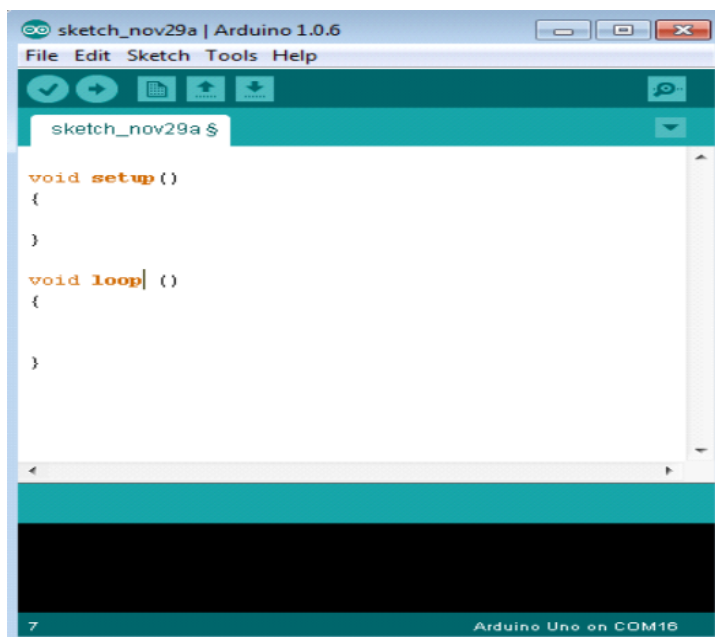 sketch_nov29a | Arduino 1.0.6
File Edit Sketch Tools Help
sketch_nov29a §
void setup()
{
}
void loop ()
{
}
7 Arduino Uno on COM16